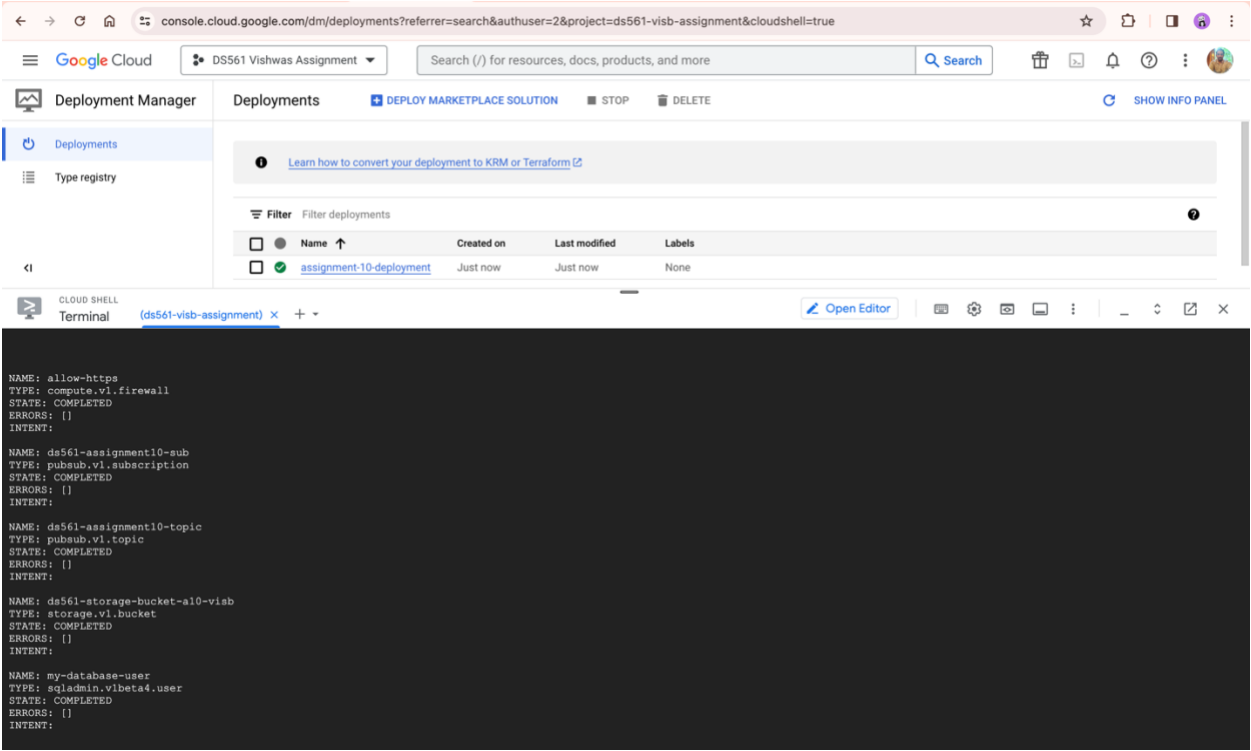 console.cloud.google.com/dm/deployments?referrer=search&authuser=2&project=ds561-visb-assignment&cloudshell=true
Google Cloud DS561 Vishwas Assignment Search (/) for resources, docs, products, and more Search
Deployment Manager Deployments DEPLOY MARKETPLACE SOLUTION STOP DELETE SHOW INFO PANEL
Deployments
Learn how to convert your deployment to KRM or Terraform
Type registry
Filter Filter deployments
Name Created on Last modified Labels
assignment-10-deployment Just now Just now None
CLOUD SHELL
Terminal (ds561-visb-assignment) Open Editor
NAME: allow-https
TYPE: compute.v1.firewall
STATE: COMPLETED
ERRORS: []
INTENT:
NAME: ds561-assignment10-sub
TYPE: pubsub.v1.subscription
STATE: COMPLETED
ERRORS: []
INTENT:
NAME: ds561-assignment10-topic
TYPE: pubsub.v1.topic
STATE: COMPLETED
ERRORS: []
INTENT:
NAME: ds561-storage-bucket-a10-visb
TYPE: storage.v1.bucket
STATE: COMPLETED
ERRORS: []
INTENT:
NAME: my-database-user
TYPE: sqladmin.v1beta4.user
STATE: COMPLETED
ERRORS: []
INTENT: